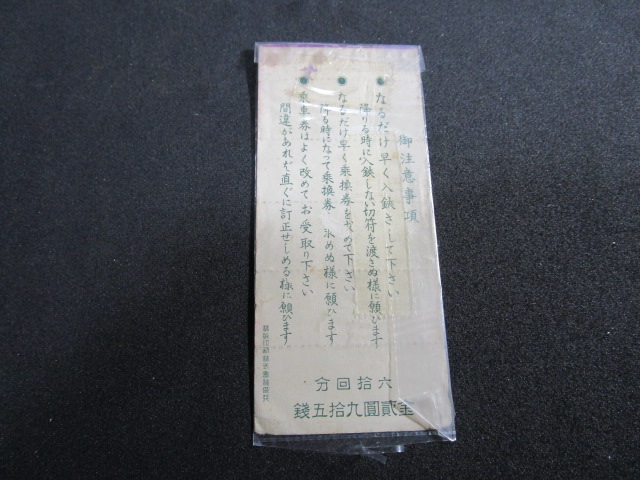 御注意事項
なるだけ早く入鋏さして下さい
降りる時に入鋏しない切符を渡さぬ様に願ひます
なるだけ早く乗換券を求めて下さい
降る時になつて乗換券 求めぬ様に願ひます
乗車券はよく改めてお受取り下さい
間違があれば直ぐに訂正せしめる様に願ひます
分回拾六
錢五拾九圓貳金